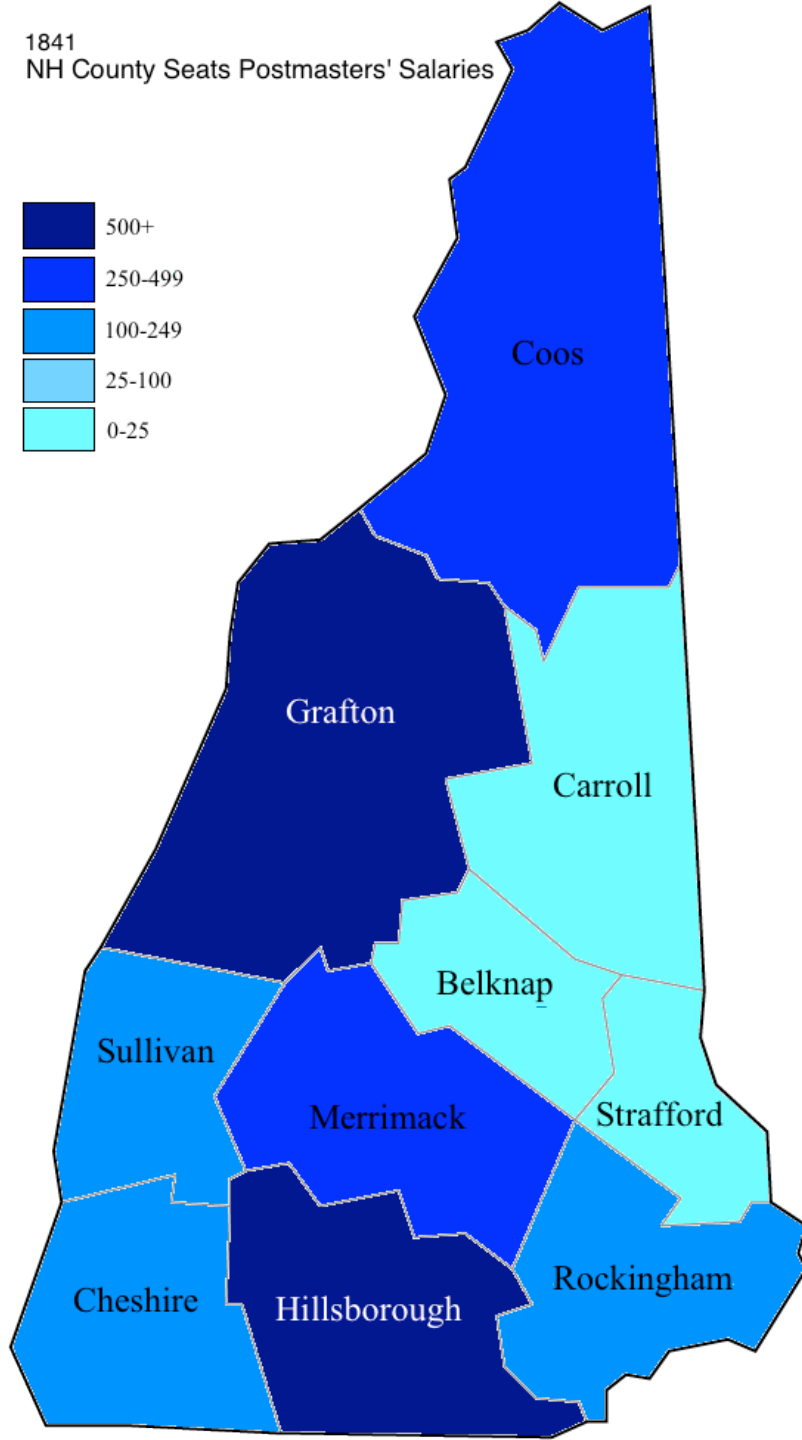 1841
NH County Seats Postmasters' Salaries
500+
250-499
100-249
25-100
0-25
Coos
Grafton
Carroll
Belknap
Sullivan
Merrimack
Strafford
Rockingham
Cheshire
Hillsborough